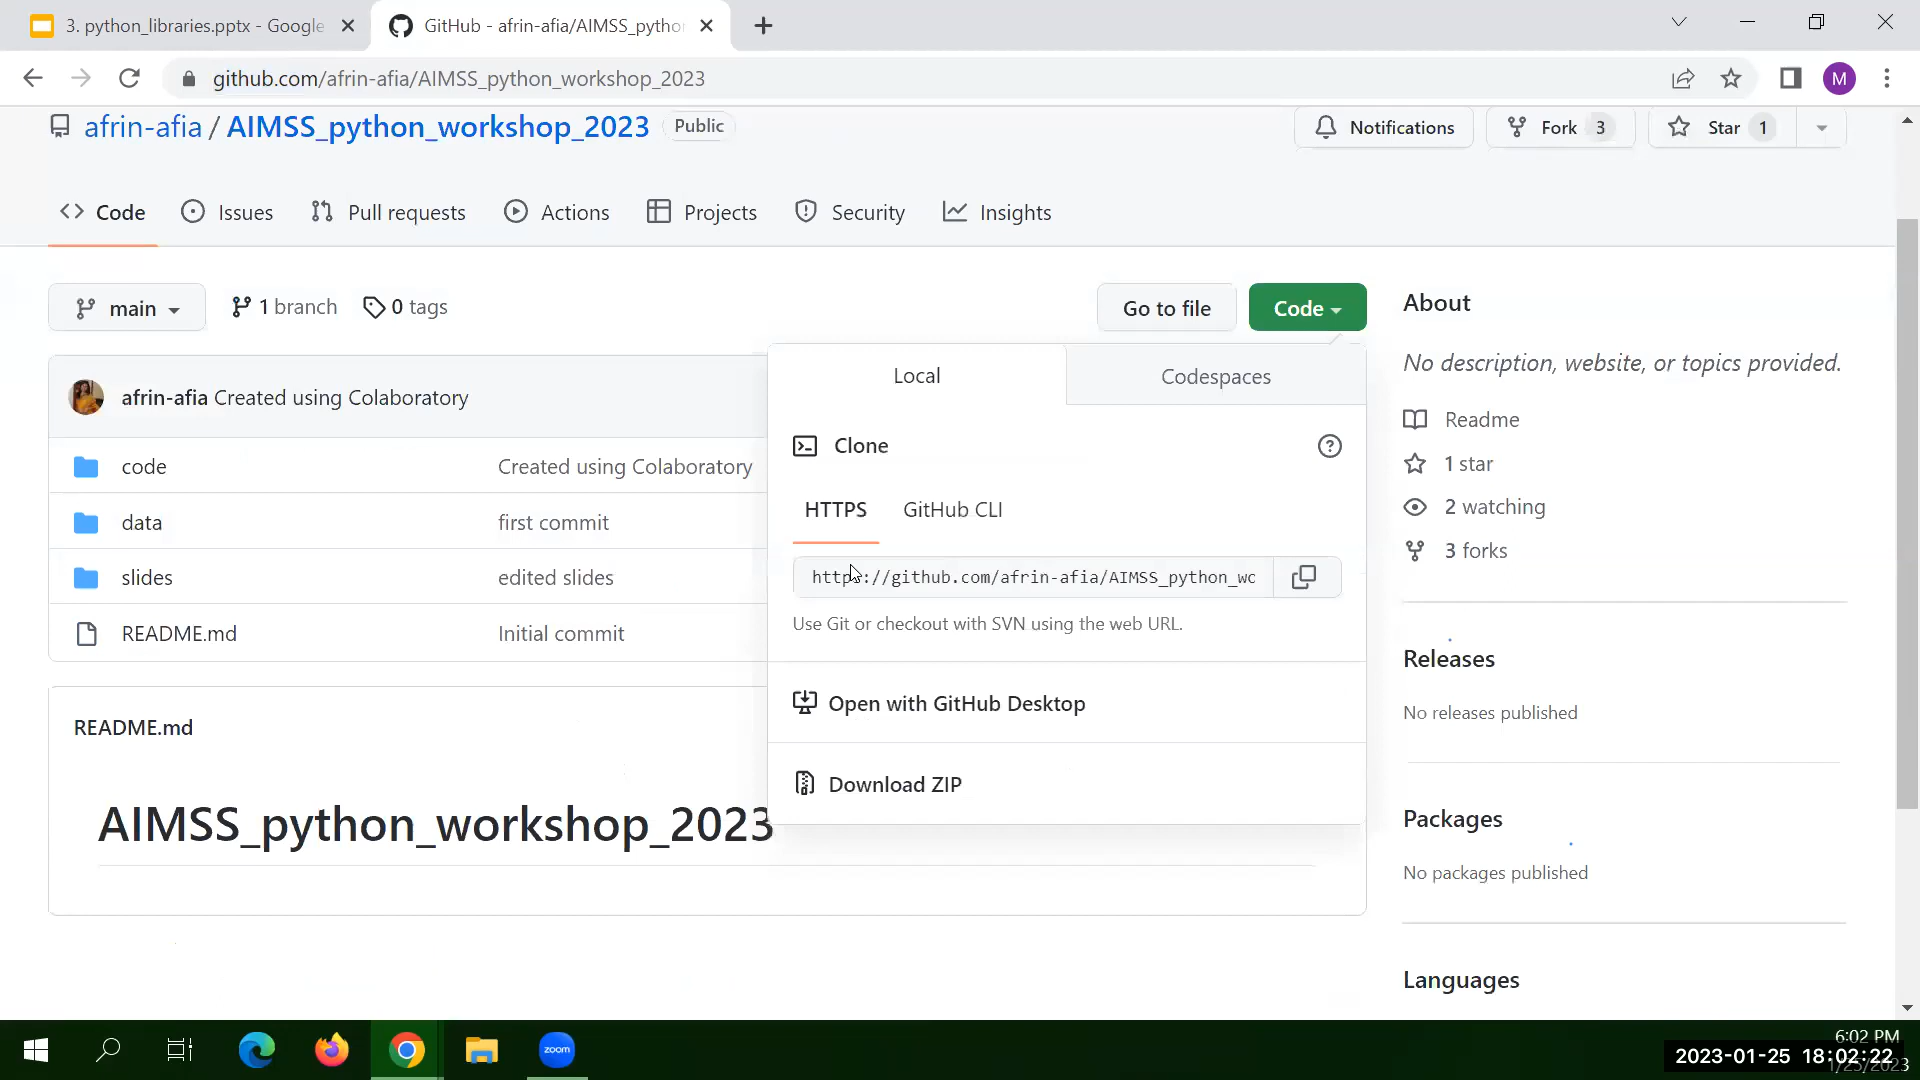 3. python_libraries.pptx - Google
GitHub - afrin-afia/AIMSS_pytho
github.com/afrin-afia/AIMSS_python_workshop_2023
M
afrin-afia / AIMSS_python_workshop_2023 Public
Notifications
Fork 3
Star 1
Code
Issues
Pull requests
Actions
Projects
Security
Insights
main
1 branch
0 tags
Go to file
Code
afrin-afia Created using Colaboratory
code Created using Colaboratory
data first commit
slides edited slides
README.md Initial commit
Local
Codespaces
Clone
HTTPS
GitHub CLI
https://github.com/afrin-afia/AIMSS_python_wo
Use Git or checkout with SVN using the web URL.
Open with GitHub Desktop
Download ZIP
README.md
AIMSS_python_workshop_2023
About
No description, website, or topics provided.
Readme
1 star
2 watching
3 forks
Releases
No releases published
Packages
No packages published
Languages
zoom
6:02 PM
2023-01-25 18:02:22